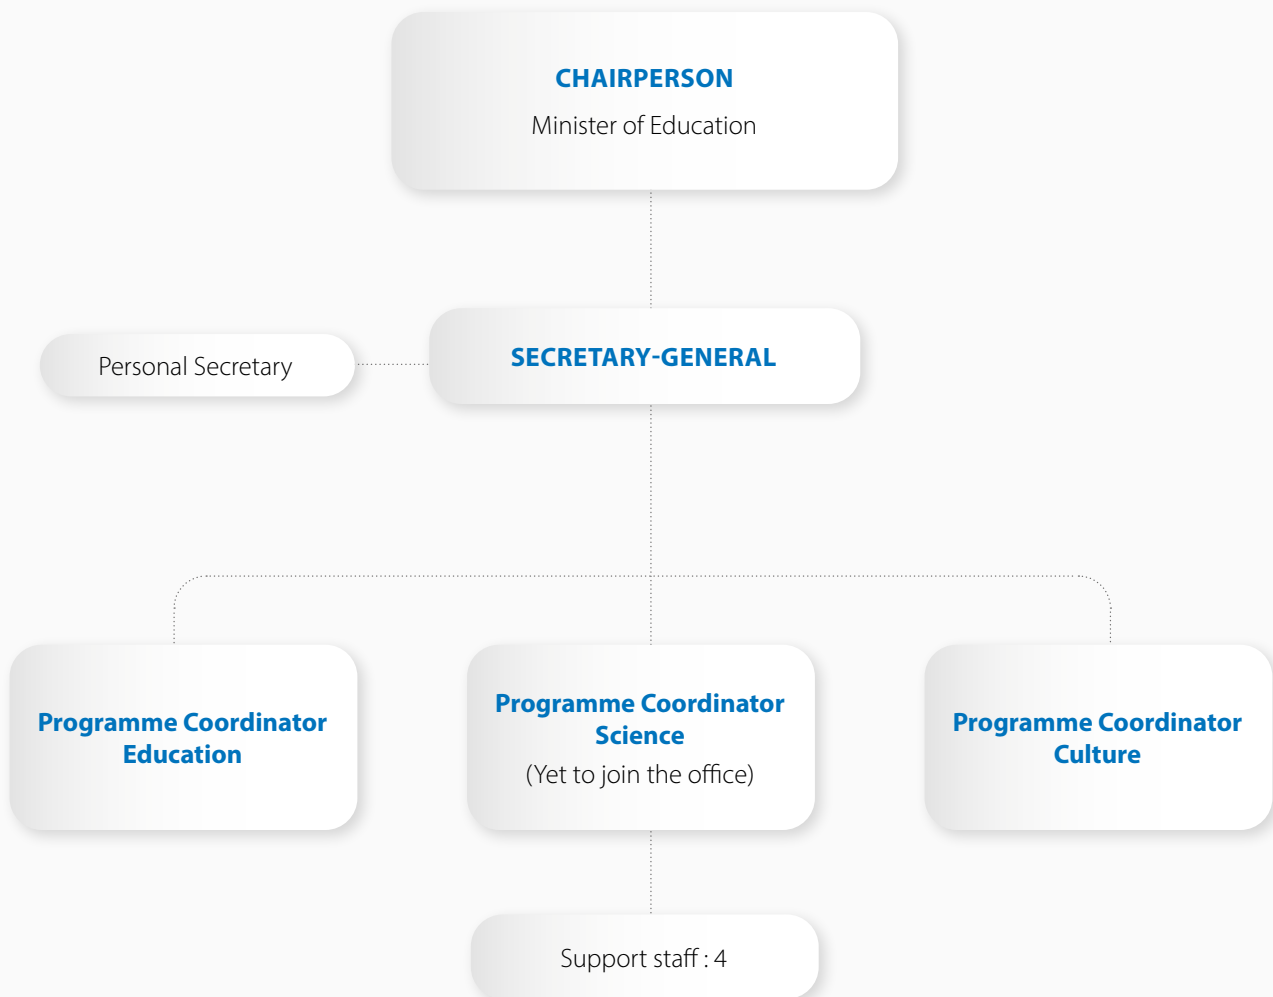 CHAIRPERSON
Minister of Education
Personal Secretary
SECRETARY-GENERAL
Programme Coordinator
Education
Programme Coordinator
Science
(Yet to join the office)
Programme Coordinator
Culture
Support staff : 4